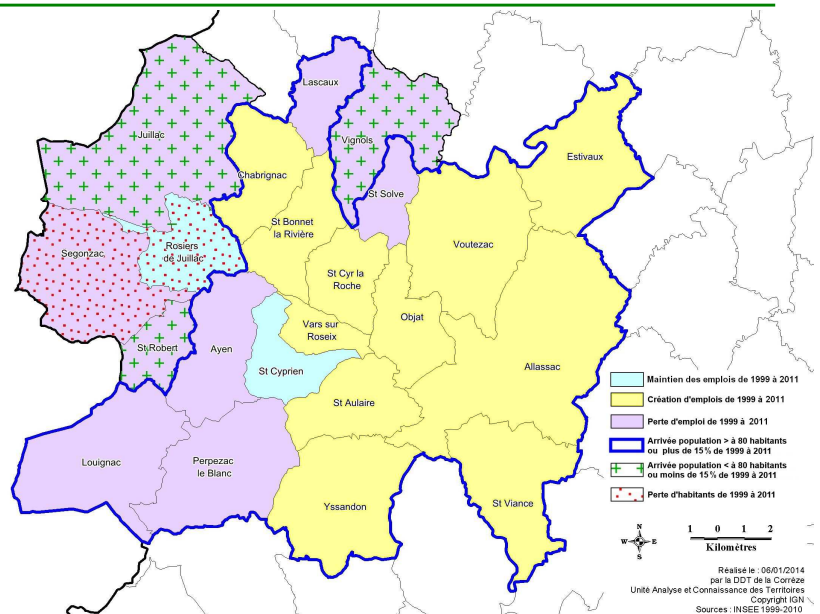 Lascaux
Juillac
Vignols
Estivaux
Chabrignac
St Solve
St Bonnet
la Rivière
Voutezac
Rosiers
de Juillac
Segonzac
St Cyr la
Roche
Objat
Vars sur
Roseix
St Robert
Ayen
St Cyprien
Allassac
St Aulaire
Louignac
Perpezac
le Blanc
Yssandon
St Viance
Maintien des emplois de 1999 à 2011
Création d'emplois de 1999 à 2011
Perte d'emploi de 1999 à 2011
Arrivée population > à 80 habitants
ou plus de 15% de 1999 à 2011
Arrivée population < à 80 habitants
ou moins de 15% de 1999 à 2011
Perte d'habitants de 1999 à 2011
N
W E
S
1 0 1 2
Kilomètres
Réalisé le : 06/01/2014
par la DDT de la Corrèze
Unité Analyse et Connaissance des Territoires
Copyright IGN
Sources : INSEE 1999-2010